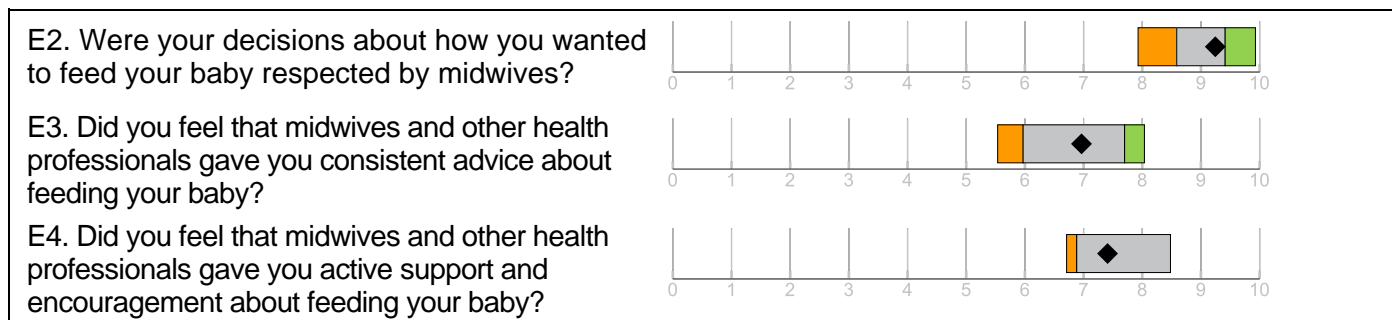 E2. Were your decisions about how you wanted
to feed your baby respected by midwives?
0 1 2 3 4 5 6 7 8 9 10
E3. Did you feel that midwives and other health
professionals gave you consistent advice about
feeding your baby?
0 1 2 3 4 5 6 7 8 9 10
E4. Did you feel that midwives and other health
professionals gave you active support and
encouragement about feeding your baby?
0 1 2 3 4 5 6 7 8 9 10